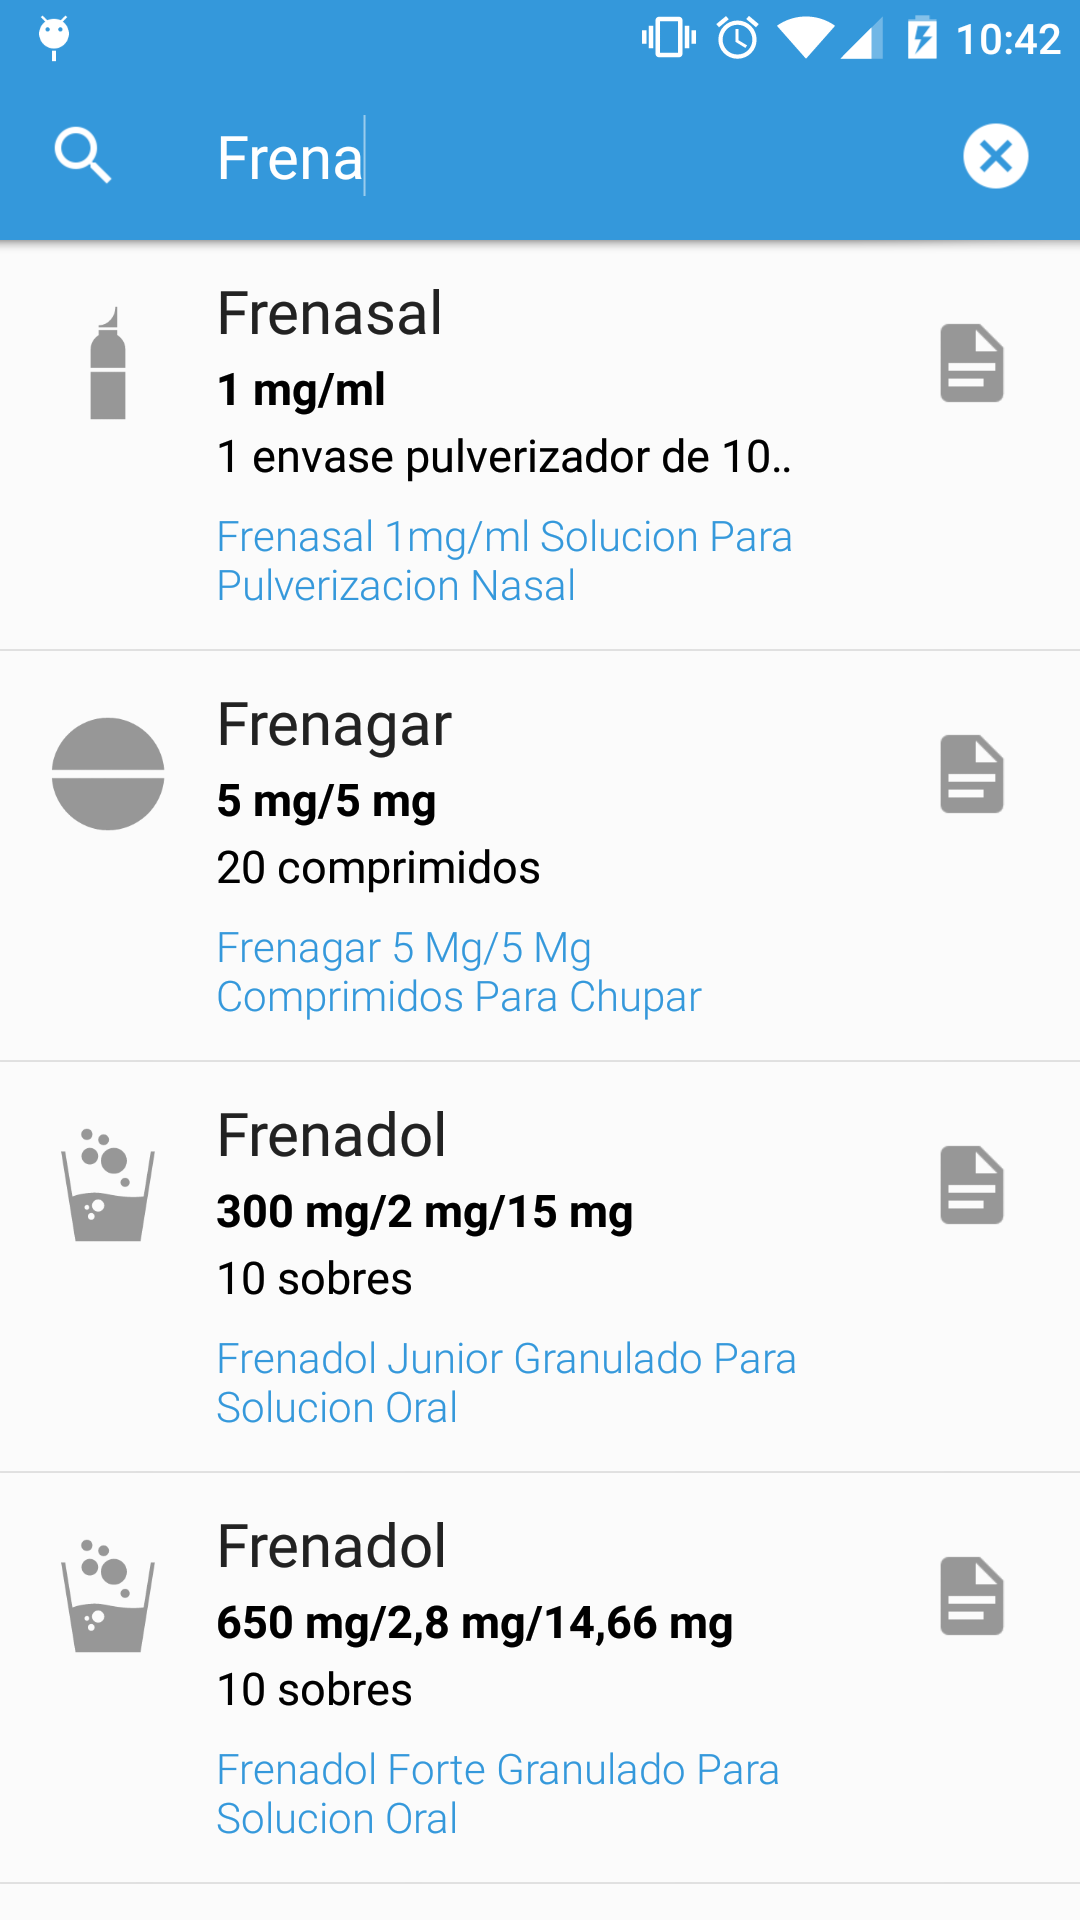 10:42
Frena
Frenasal
1 mg/ml
1 envase pulverizador de 10..
Frenasal 1mg/ml Solucion Para
Pulverizacion Nasal
Frenagar
5 mg/5 mg
20 comprimidos
Frenagar 5 Mg/5 Mg
Comprimidos Para Chupar
Frenadol
300 mg/2 mg/15 mg
10 sobres
Frenadol Junior Granulado Para
Solucion Oral
Frenadol
650 mg/2,8 mg/14,66 mg
10 sobres
Frenadol Forte Granulado Para
Solucion Oral